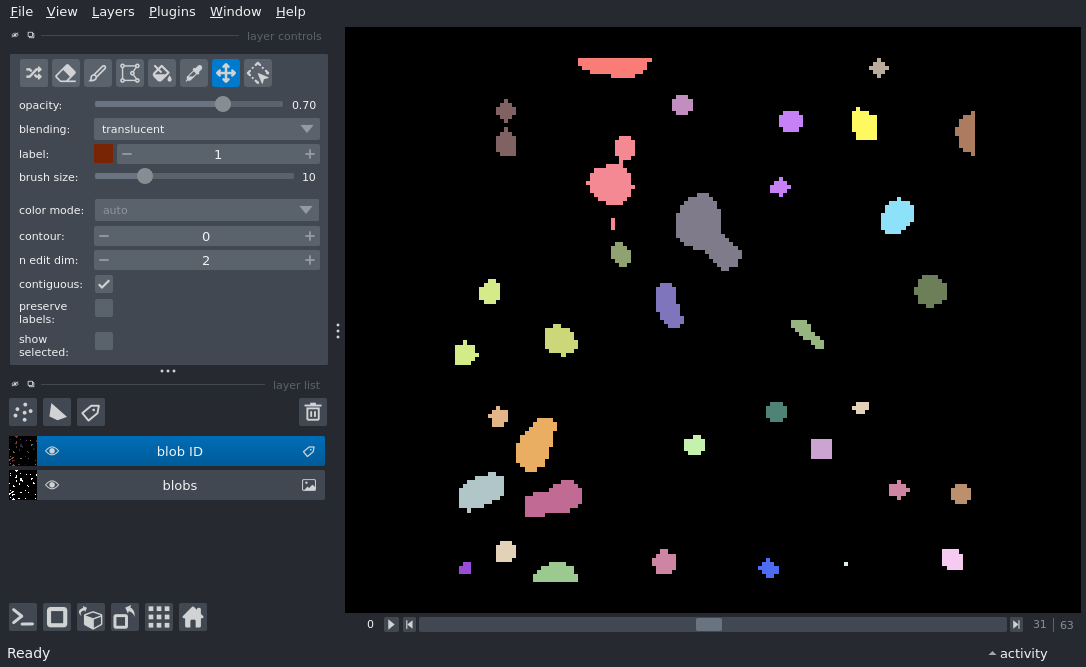 File View Layers Plugins Window Help
layer controls
opacity: 0.70
blending: translucent
label: 1
brush size: 10
color mode: auto
contour: 0
n edit dim: 2
contiguous:
preserve
labels:
show
selected:
layer list
blob ID
blobs
0 31 63
Ready
activity